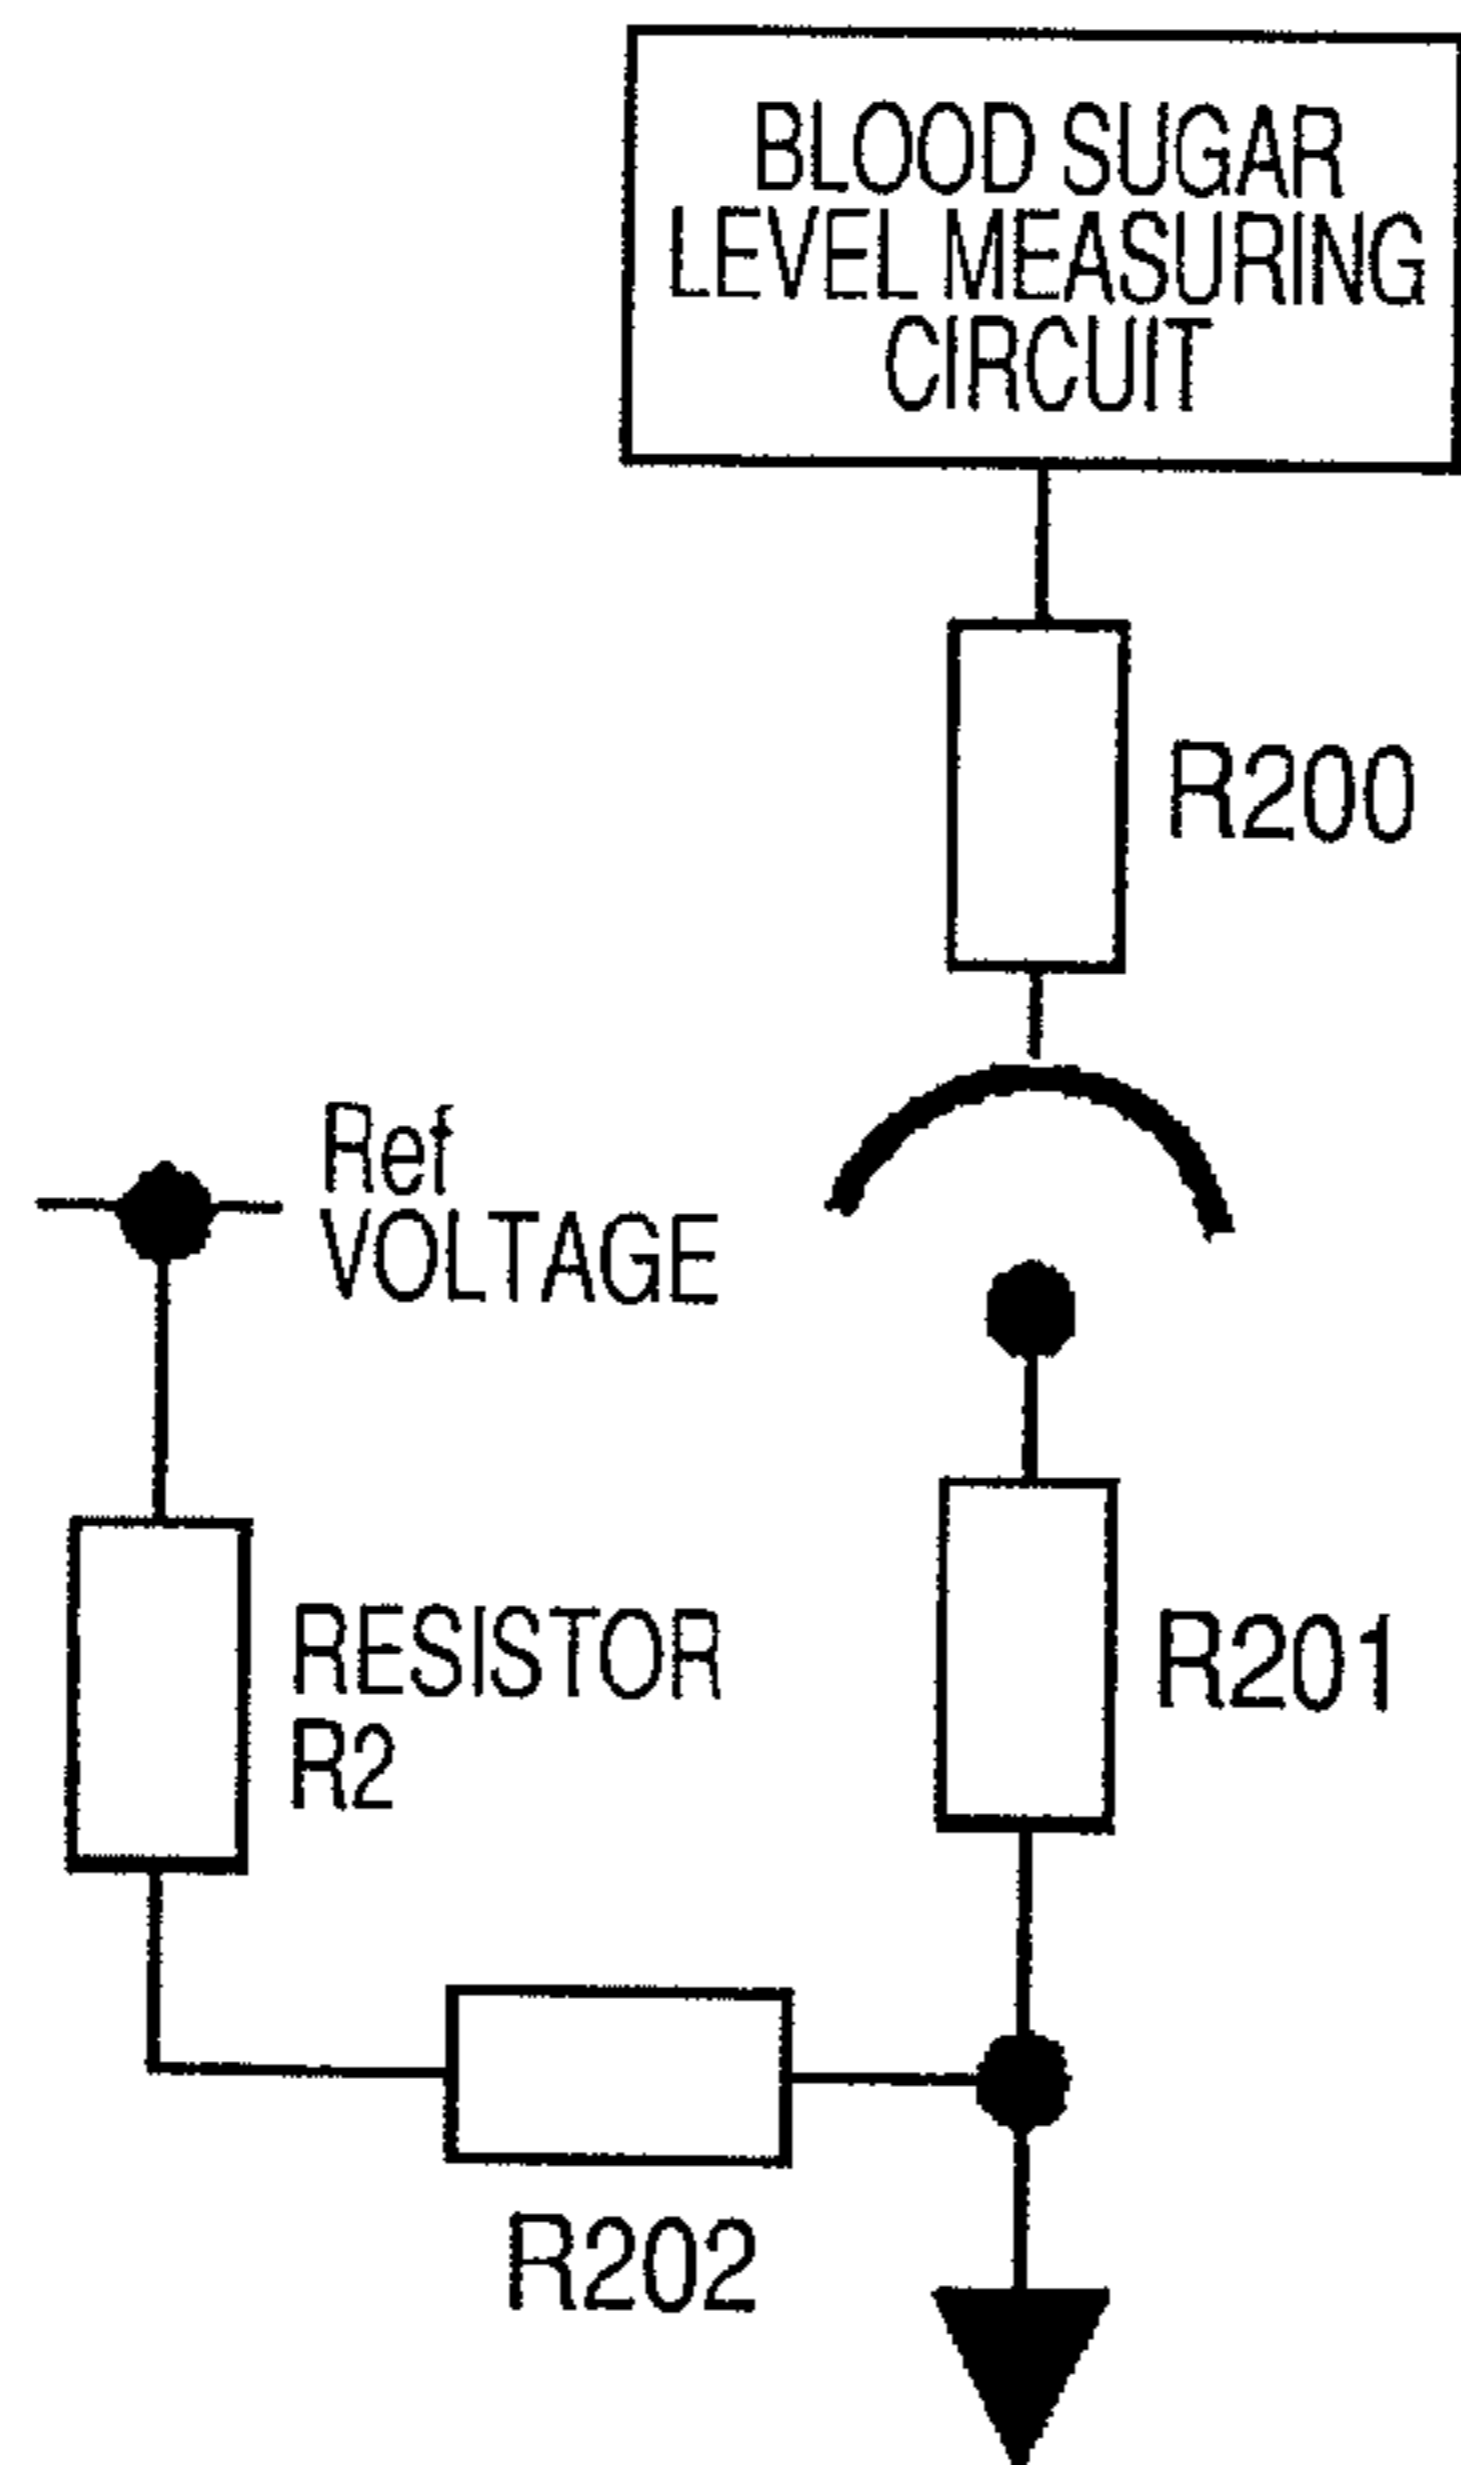 BLOOD SUGAR
LEVEL MEASURING
CIRCUIT
R200
Ref
VOLTAGE
RESISTOR
R2
R201
R202